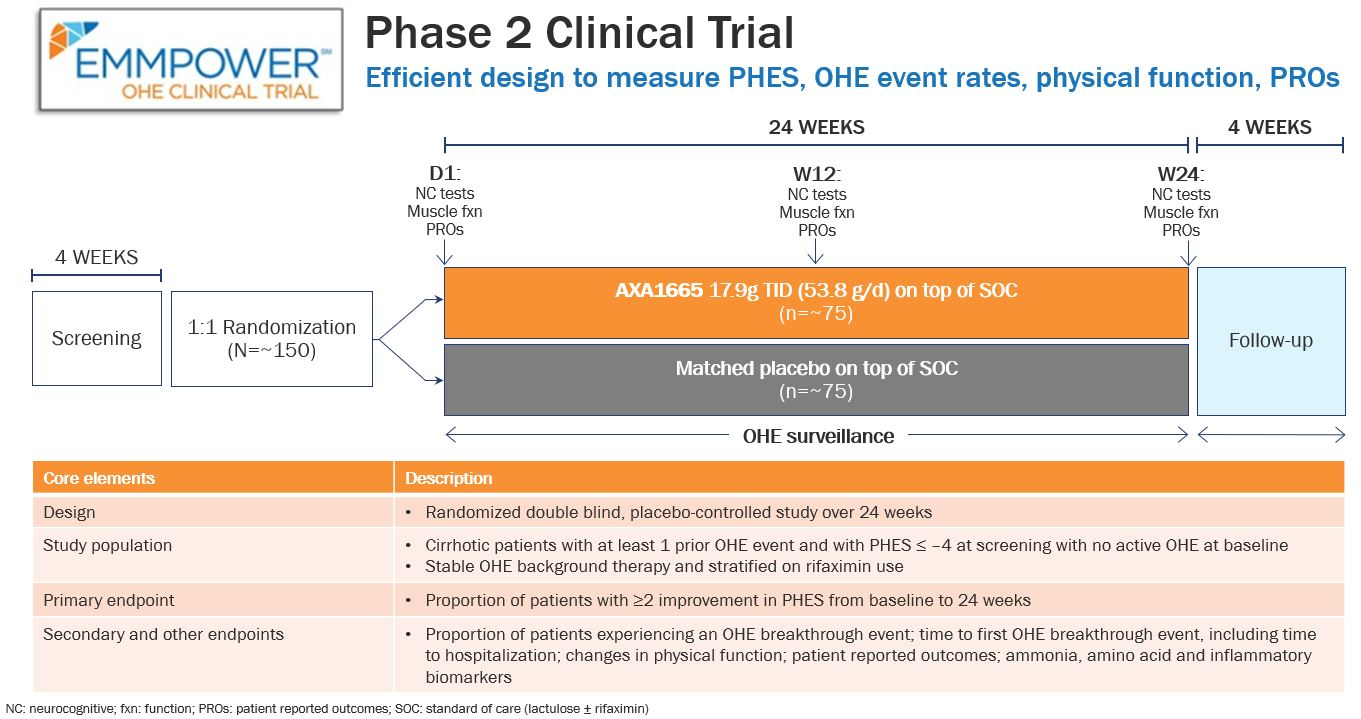 EMMPOWER℠
OHE CLINICAL TRIAL
Phase 2 Clinical Trial
Efficient design to measure PHES, OHE event rates, physical function, PROs
24 WEEKS
4 WEEKS
D1:
NC tests
Muscle fxn
PROs
W12:
NC tests
Muscle fxn
PROs
W24:
NC tests
Muscle fxn
PROs
4 WEEKS
Screening
1:1 Randomization
(N=~150)
AXA1665 17.9g TID (53.8 g/d) on top of SOC
(n=~75)
Matched placebo on top of SOC
(n=~75)
Follow-up
OHE surveillance
Core elements
Description
Design
• Randomized double blind, placebo-controlled study over 24 weeks
Study population
• Cirrhotic patients with at least 1 prior OHE event and with PHES ≤ –4 at screening with no active OHE at baseline
• Stable OHE background therapy and stratified on rifaximin use
Primary endpoint
• Proportion of patients with ≥2 improvement in PHES from baseline to 24 weeks
Secondary and other endpoints
• Proportion of patients experiencing an OHE breakthrough event; time to first OHE breakthrough event, including time
to hospitalization; changes in physical function; patient reported outcomes; ammonia, amino acid and inflammatory
biomarkers
NC: neurocognitive; fxn: function; PROs: patient reported outcomes; SOC: standard of care (lactulose ± rifaximin)